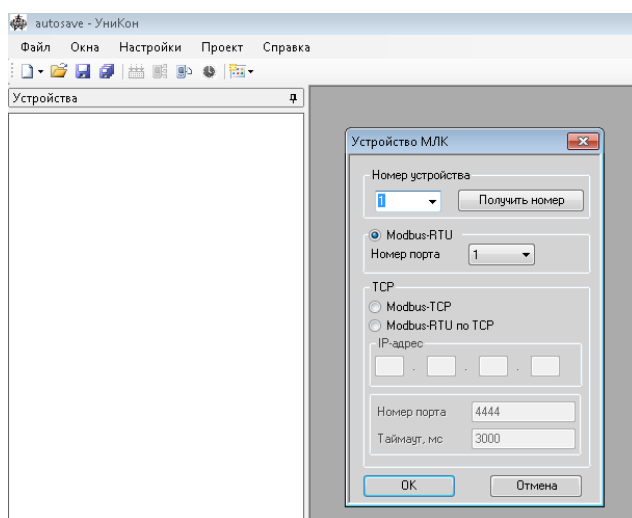 autosave - УниКон
Файл Окна Настройки Проект Справка
Устройства
Устройство МЛК
Номер устройства
1 Получить номер
Modbus-RTU
Номер порта 1
TCP
Modbus-TCP
Modbus-RTU по TCP
IP-адрес
. . .
Номер порта 4444
Таймаут, мс 3000
OK Отмена